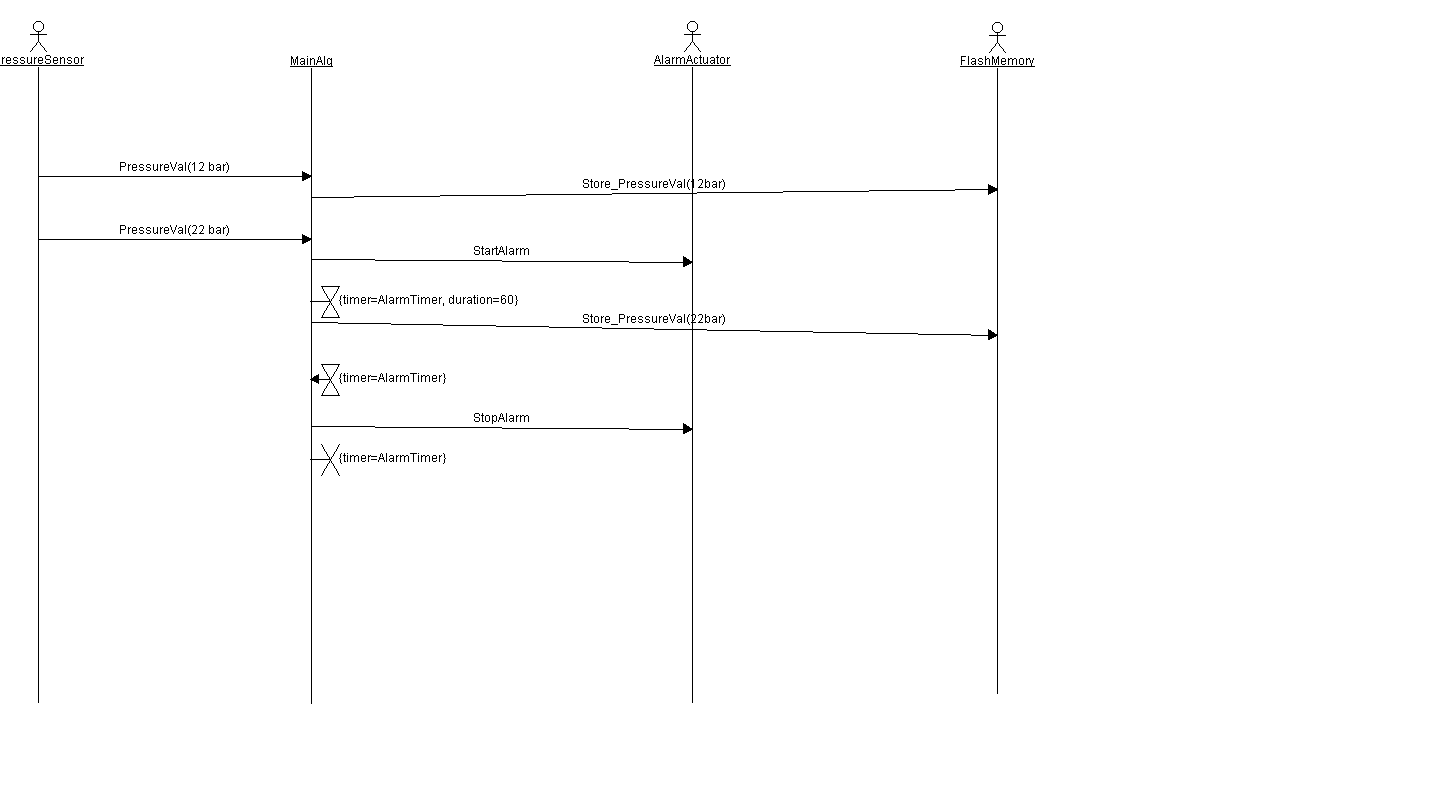 ressureSensor
MainAlg
AlarmActuator
FlashMemory
PressureVal(12 bar)
Store_PressureVal(12bar)
PressureVal(22 bar)
StartAlarm
{timer=AlarmTimer, duration=60}
Store_PressureVal(22bar)
{timer=AlarmTimer}
StopAlarm
{timer=AlarmTimer}